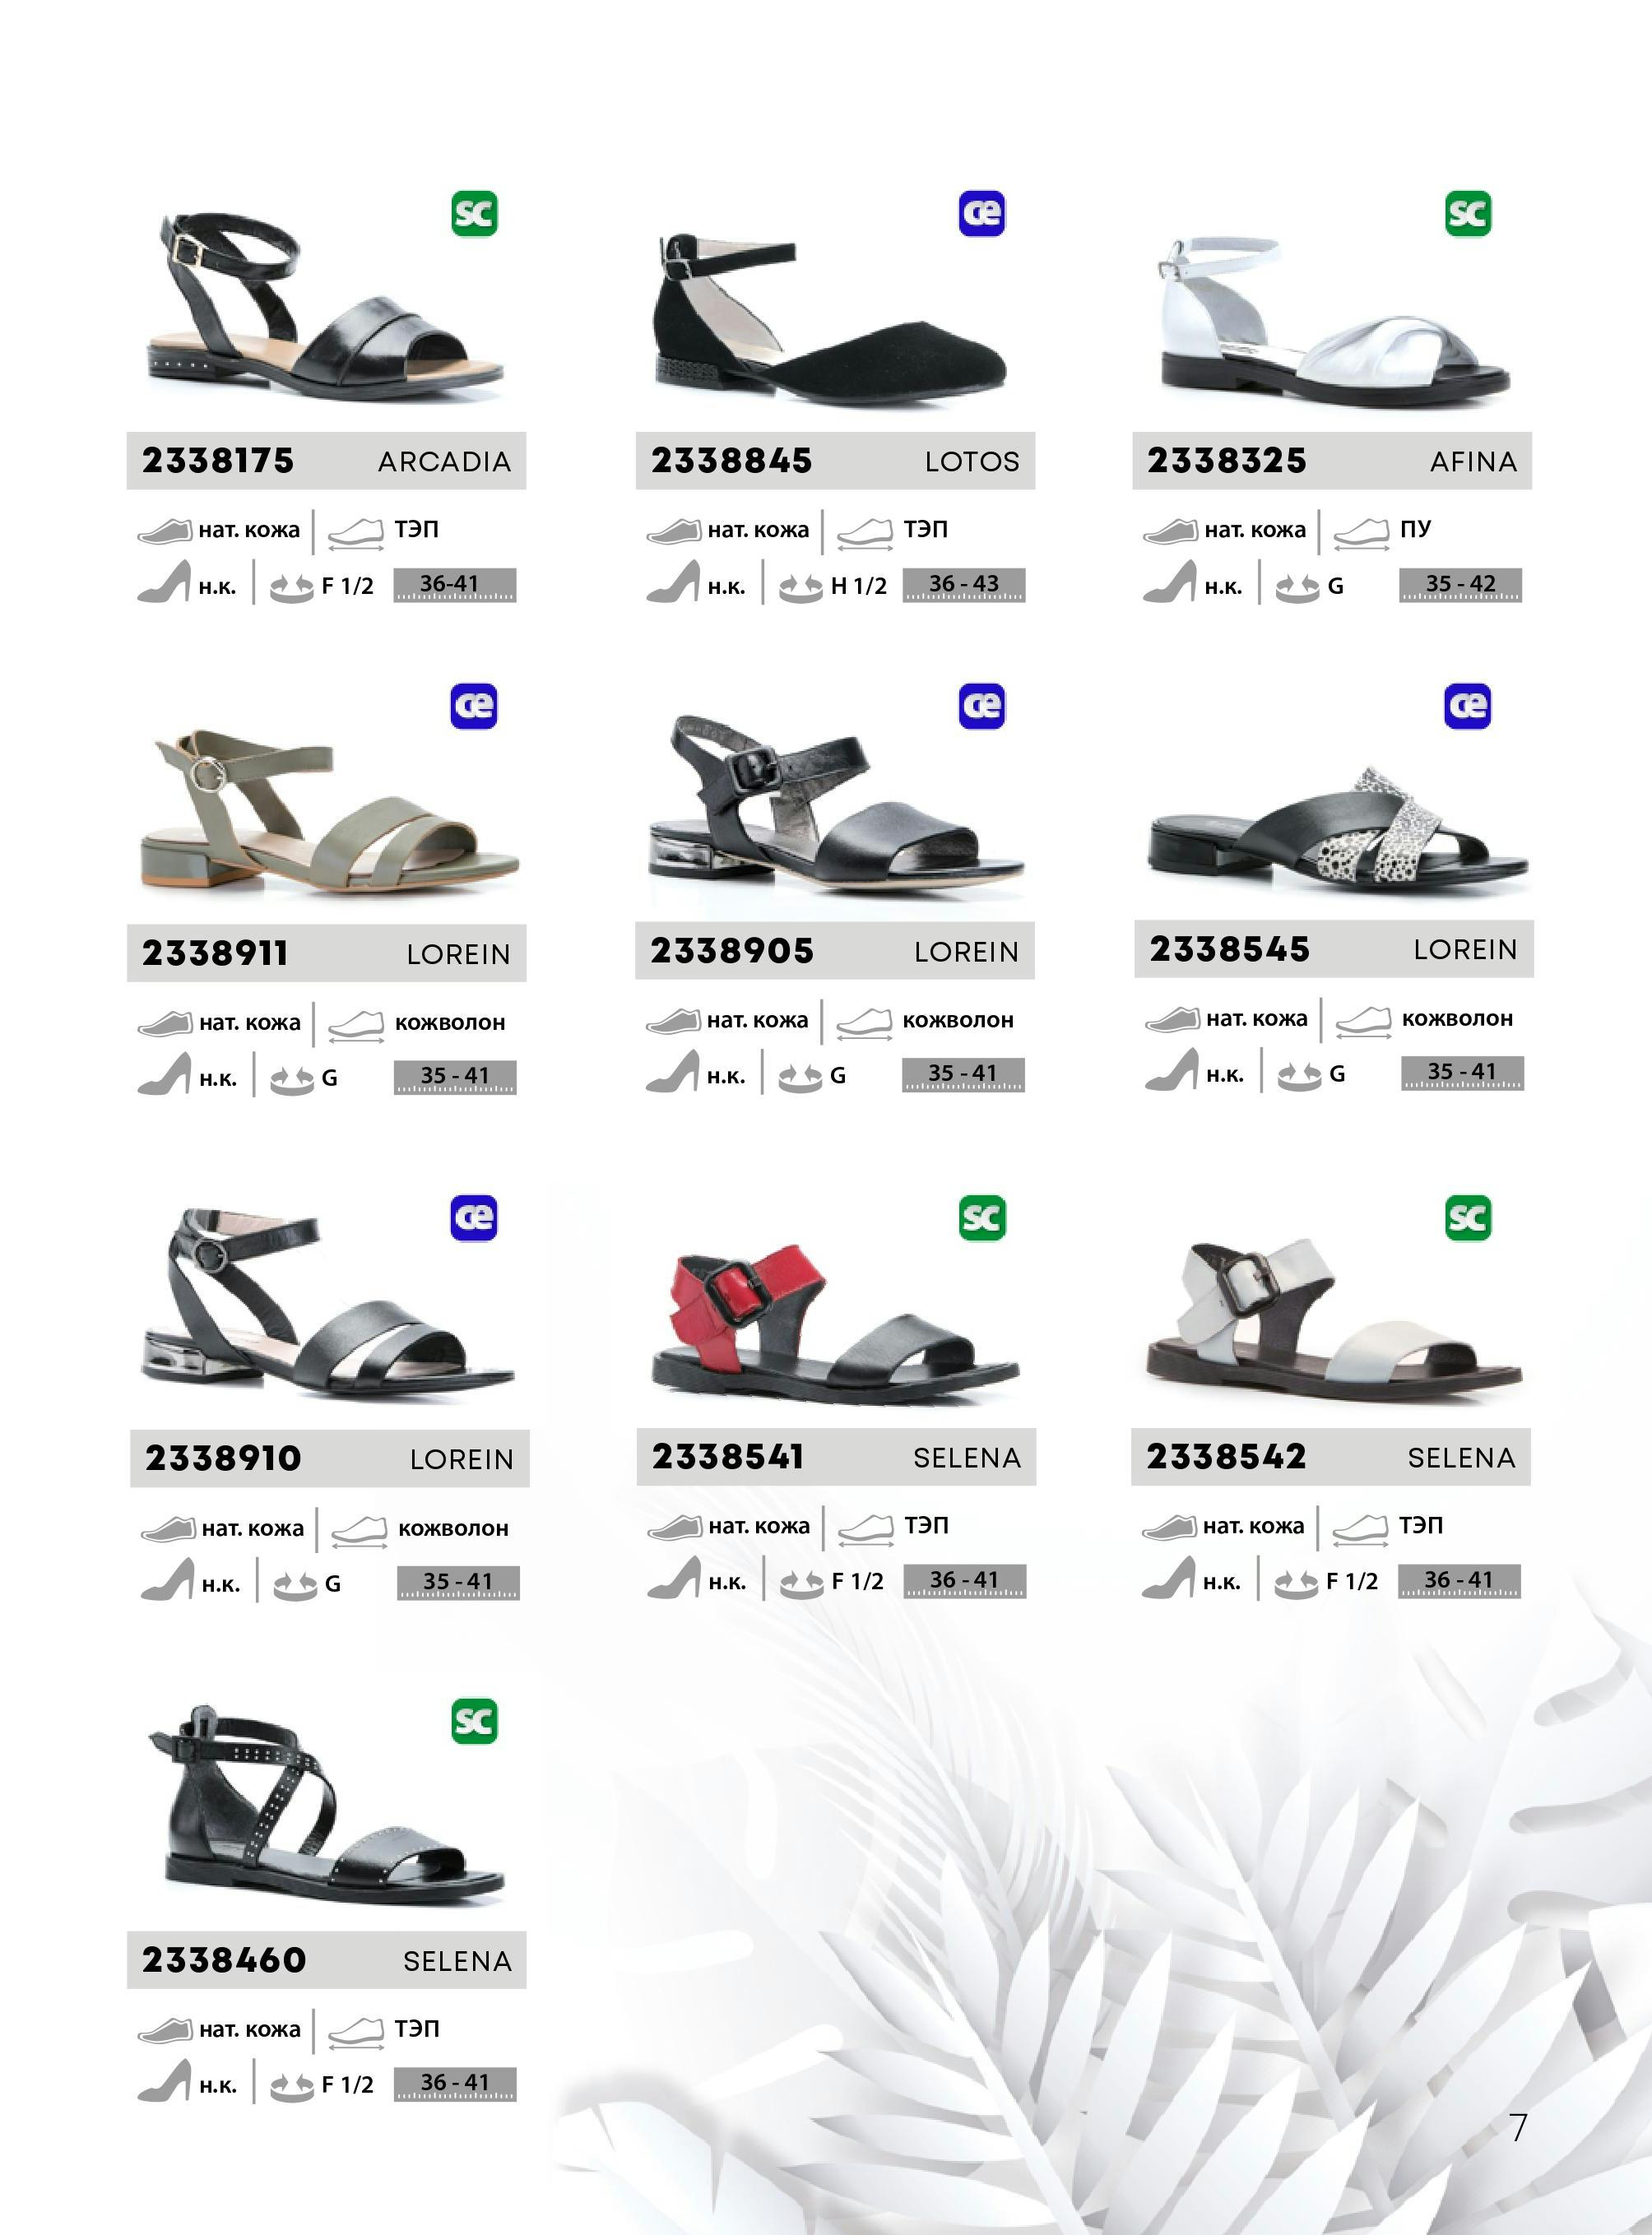 sc
ce
sc
2338175 ARCADIA
2338845 LOTOS
2338325 AFINA
нат. кожа ТЭП
нат. кожа ТЭП
нат. кожа ПУ
н.к. F 1/2 36-41
н.к. H 1/2 36 - 43
н.к. G 35 - 42
ce
ce
ce
2338911 LOREIN
2338905 LOREIN
2338545 LOREIN
нат. кожа кожволон
нат. кожа кожволон
нат. кожа кожволон
н.к. G 35 - 41
н.к. G 35 - 41
н.к. G 35 - 41
ce
sc
sc
2338910 LOREIN
2338541 SELENA
2338542 SELENA
нат. кожа кожволон
нат. кожа ТЭП
нат. кожа ТЭП
н.к. G 35 - 41
н.к. F 1/2 36 - 41
н.к. F 1/2 36 - 41
sc
2338460 SELENA
нат. кожа ТЭП
н.к. F 1/2 36 - 41
7